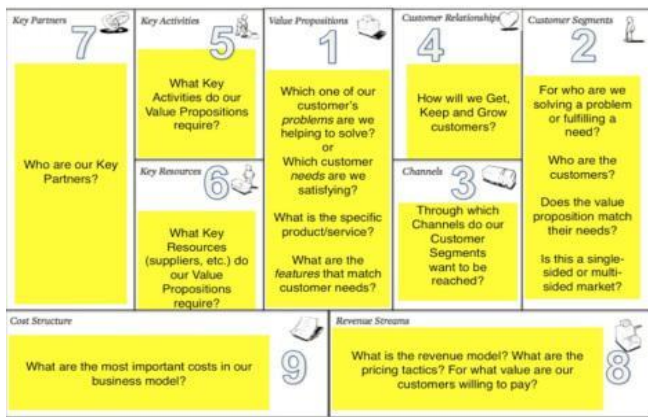 Key Partners
7
Who are our Key
Partners?
Key Activities
5
What Key
Activities do our
Value Propositions
require?
Key Resources
6
What Key
Resources
(suppliers, etc.) do
our Value
Propositions
require?
Value Propositions
1
Which one of our
customer's
problems are we
helping to solve?
or
Which customer
needs are we
satisfying?
What is the specific
product/service?
What are the
features that match
customer needs?
Customer Relationships
4
How will we Get,
Keep and Grow
customers?
Channels
3
Through which
Channels do our
Customer
Segments
want to be
reached?
Customer Segments
2
For who are we
solving a problem
or fulfilling a
need?
Who are the
customers?
Does the value
proposition match
their needs?
Is this a single-
sided or multi-
sided market?
Cost Structure
What are the most important costs in our
business model?
9
Revenue Streams
What is the revenue model? What are the
pricing tactics? For what value are our
customers willing to pay?
8